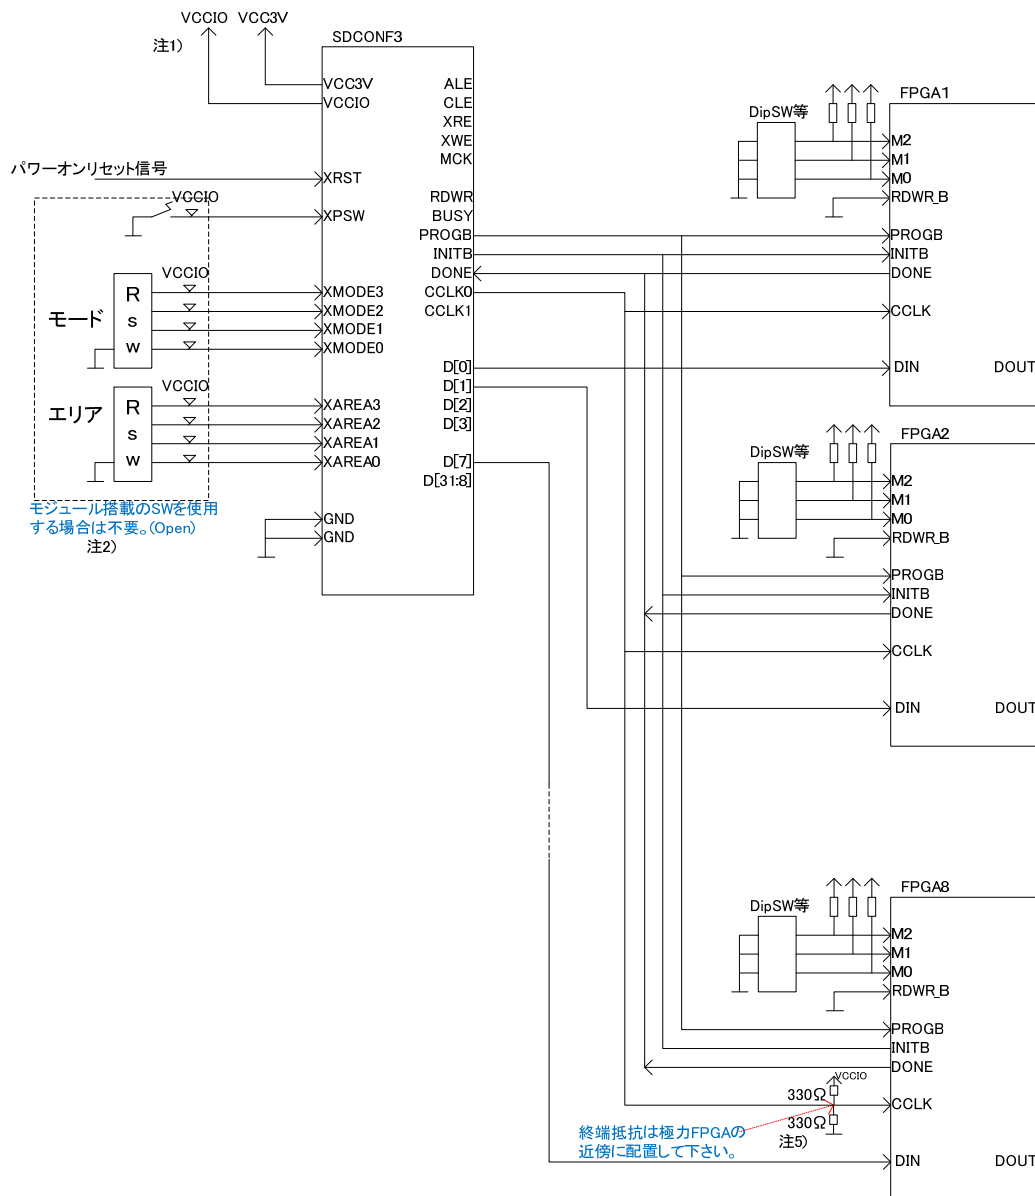 VCCIO VCC3V
注1)
SDCONF3
VCC3V
VCCIO
パワーオンリセット信号
XRST
VCCIO
XPSW
モード
R
s
w
VCCIO
XMODE3
XMODE2
XMODE1
XMODE0
エリア
R
s
w
VCCIO
XAREA3
XAREA2
XAREA1
XAREA0
モジュール搭載のSWを使用
する場合は不要。(Open)
注2)
GND
GND
ALE
CLE
XRE
XWE
MCK
RDWR
BUSY
PROGB
INITB
DONE
CCLK0
CCLK1
D[0]
D[1]
D[2]
D[3]
D[7]
D[31:8]
FPGA1
DipSW等
M2
M1
M0
RDWR_B
PROGB
INITB
DONE
CCLK
DIN
DOUT
FPGA2
DipSW等
M2
M1
M0
RDWR_B
PROGB
INITB
DONE
CCLK
DIN
DOUT
FPGA8
DipSW等
M2
M1
M0
RDWR_B
PROGB
INITB
DONE
VCCIO
330Ω
CCLK
330Ω
注5)
終端抵抗は極力FPGAの
近傍に配置して下さい。
DIN
DOUT